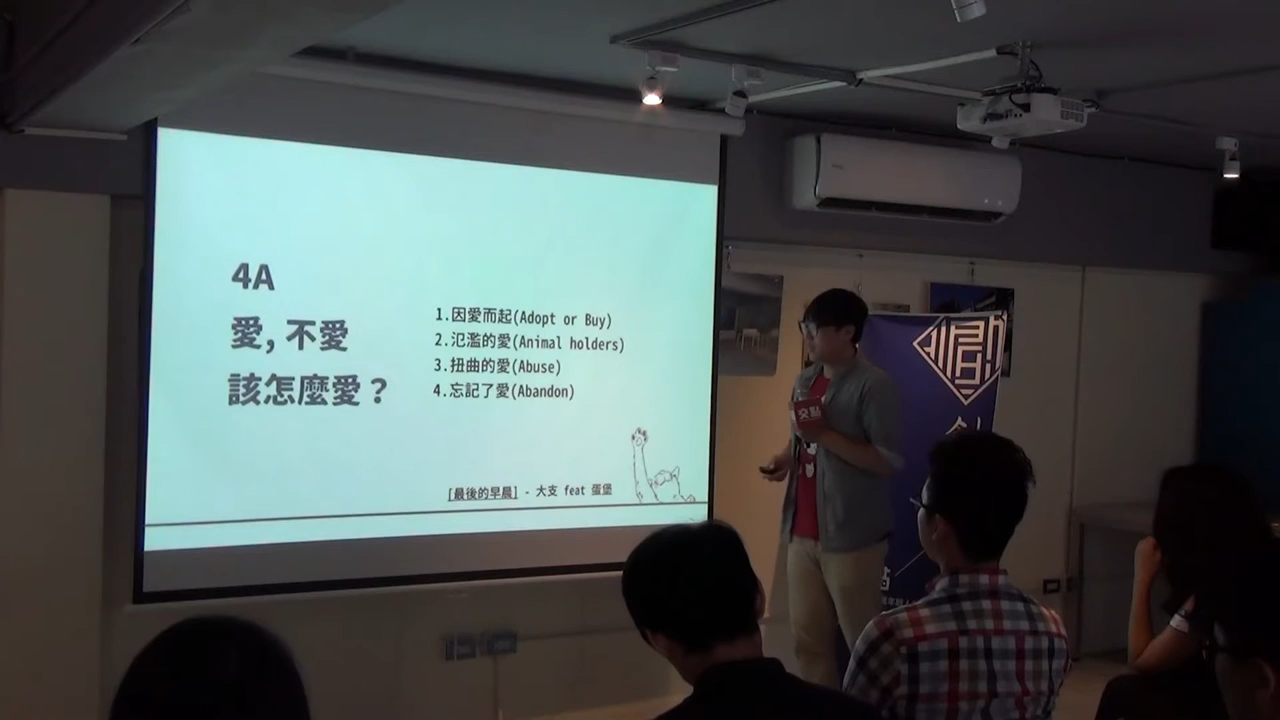 4A
愛, 不愛
該怎麼愛？
1.因愛而起(Adopt or Buy)
2.氾濫的愛(Animal holders)
3.扭曲的愛(Abuse)
4.忘記了愛(Abandon)
[最後的早晨] - 大支 feat 蛋堡
交點